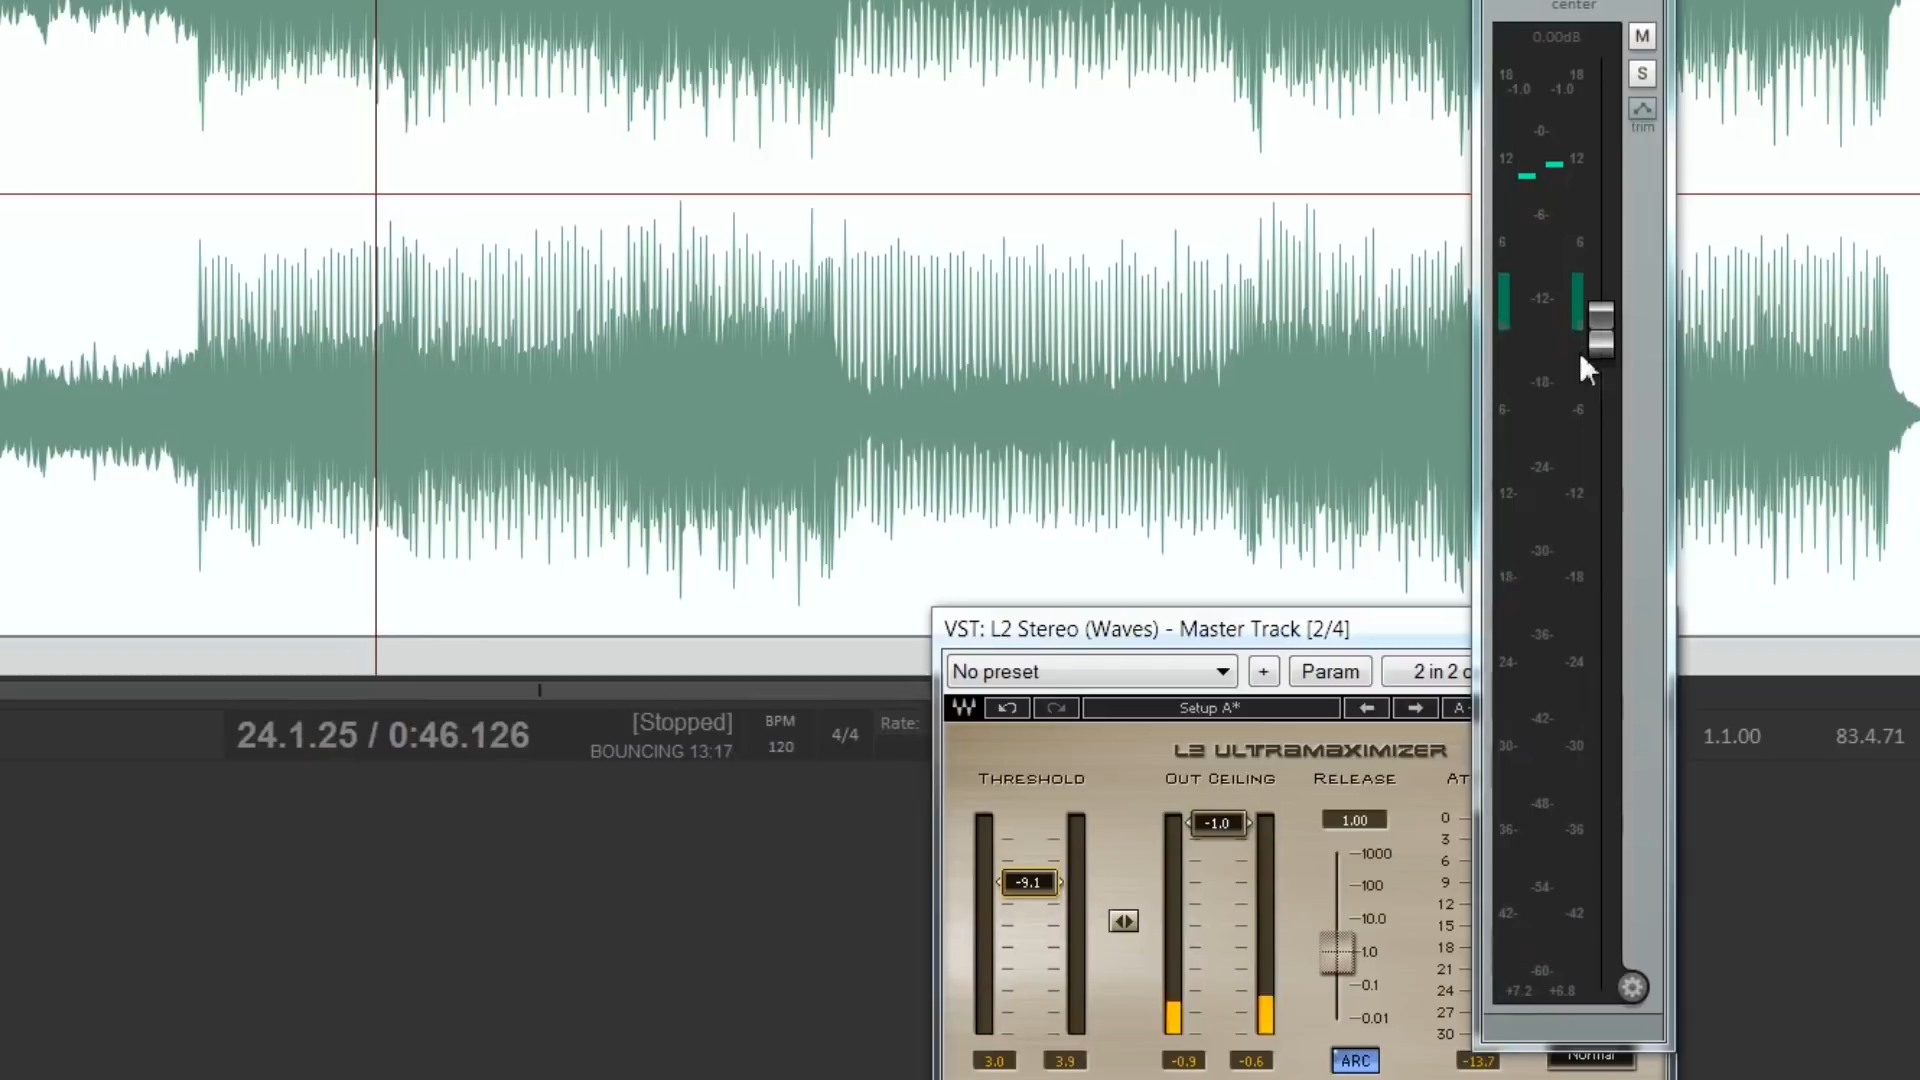 center
0.00dB
M
S
trim
18 18
-1.0 -1.0
-0-
12 12
-6-
6 6
-12-
-18-
6- -6
-24-
12- -12
-30-
18- -18
-36-
24- -24
-42-
30- -30
-48-
36- -36
-54-
42- -42
-60-
+7.2 +6.8
VST: L2 Stereo (Waves) - Master Track [2/4]
No preset
+
Param
2 in 2 o
Setup A*
A
24.1.25 / 0:46.126
[Stopped]
BOUNCING 13:17
BPM
120
4/4
Rate:
1.1.00
83.4.71
L2 ULTRAMAXIMIZER
THRESHOLD
OUT CEILING
RELEASE
AT
-9.1
-1.0
1.00
1000
100
10.0
1.0
0.1
0.01
0
3
6
9
12
15
18
21
24
27
30
3.0 3.9
-0.9 -0.6
ARC
-13.7
Normal